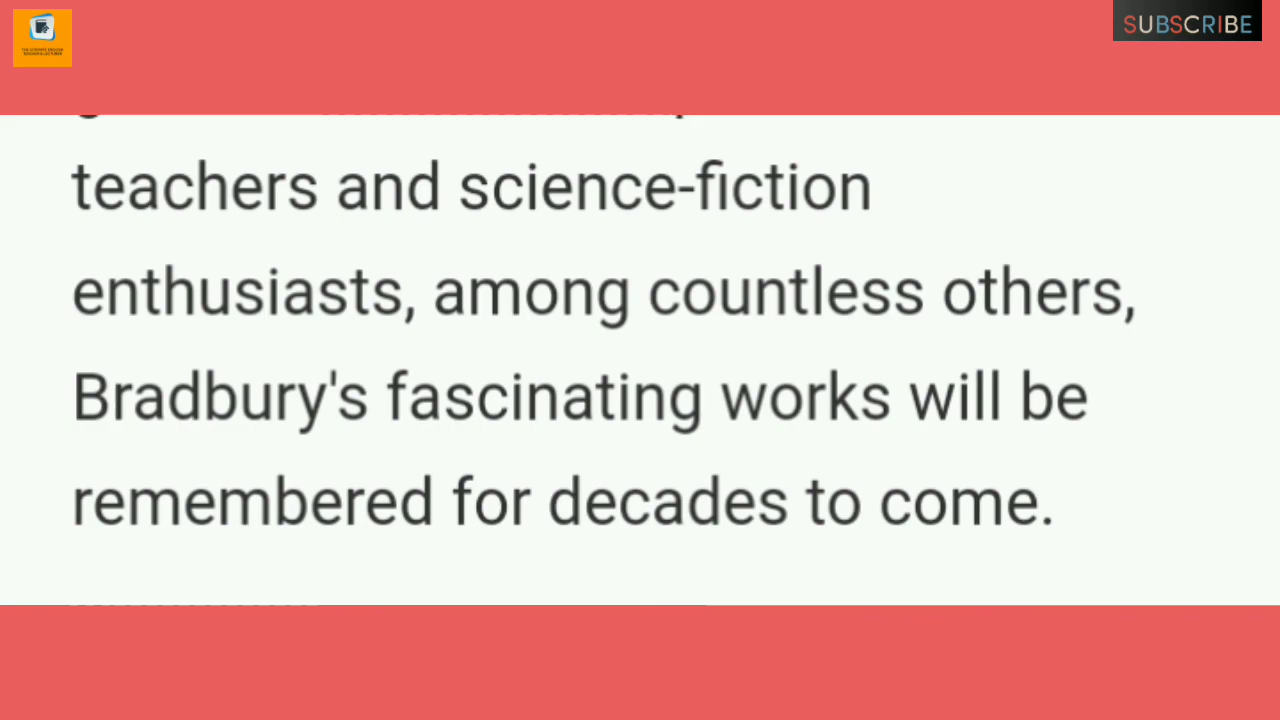 SUBSCRIBE
teachers and science-fiction
enthusiasts, among countless others,
Bradbury's fascinating works will be
remembered for decades to come.